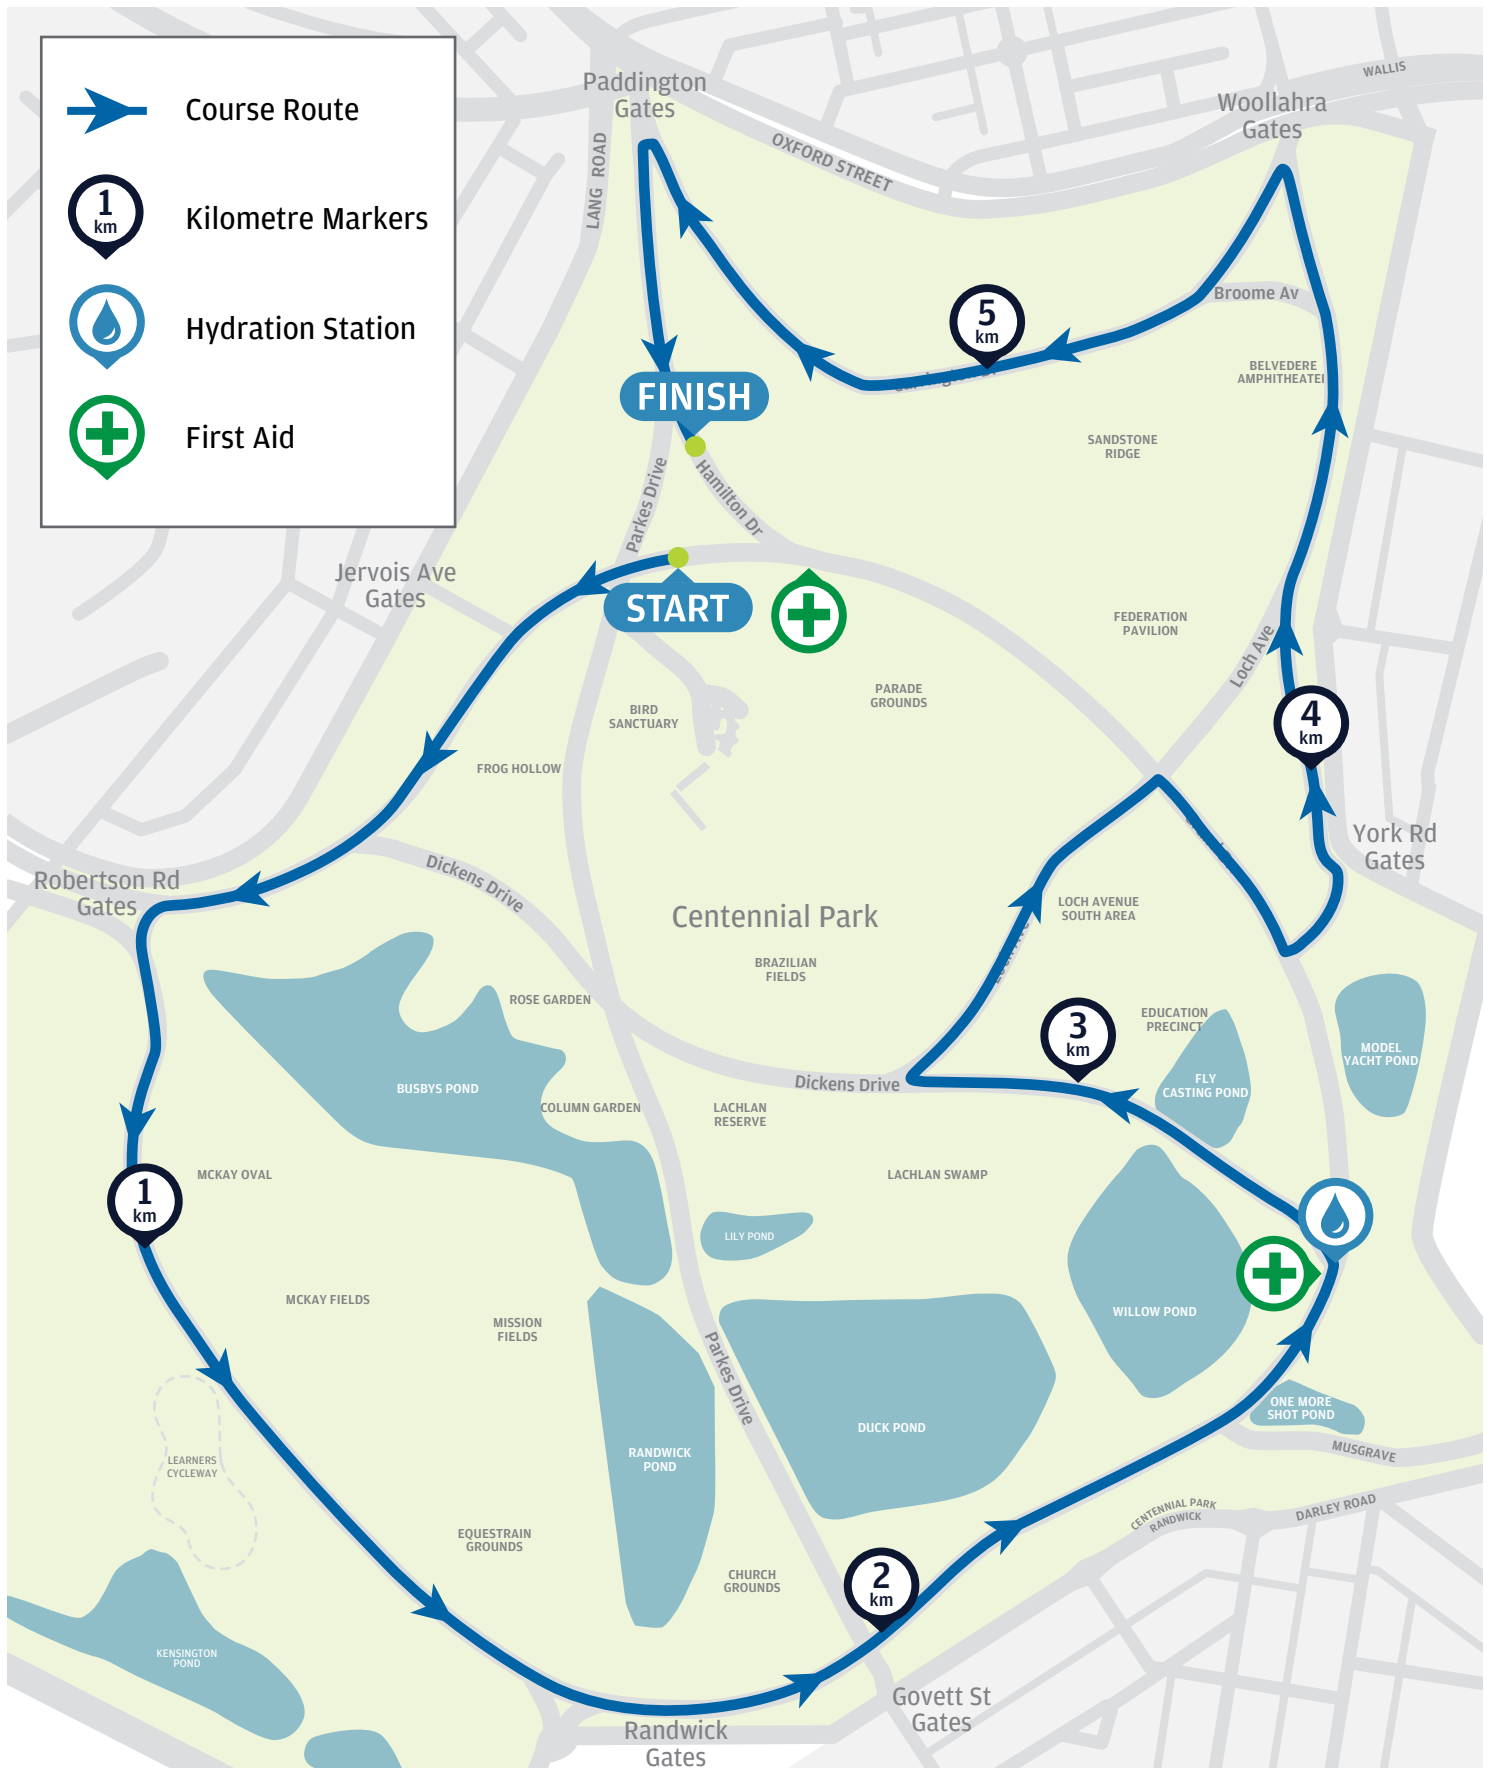 Course Route
1
km
Kilometre Markers
Hydration Station
First Aid
Paddington
Gates
Woollahra
Gates
WALLIS
OXFORD STREET
LANG ROAD
Broome Av
5
km
BELVEDERE
FINISH
SANDSTONE
RIDGE
Parkes Drive
Hamilton Dr
Jervois Ave
Gates
START
FEDERATION
PAVILION
Loch Ave
BIRD
SANCTUARY
PARADE
GROUNDS
4
km
FROG HOLLOW
York Rd
Gates
Robertson Rd
Gates
Dickens Drive
Centennial Park
LOCH AVENUE
SOUTH AREA
BRAZILIAN
FIELDS
ROSE GARDEN
3
km
EDUCATION
PRECINCT
MODEL
YACHT POND
BUSBYS POND
Dickens Drive
FLY
CASTING POND
COLUMN GARDEN
LACHLAN
RESERVE
MCKAY OVAL
LACHLAN SWAMP
1
km
LILY POND
MCKAY FIELDS
MISSION
FIELDS
WILLOW POND
Parkes Drive
ONE MORE
SHOT POND
DUCK POND
LEARNERS
CYCLEWAY
RANDWICK
POND
MUSGRAVE
CENTENNIAL PARK
RANDWICK
DARLEY ROAD
EQUESTRAIN
GROUNDS
CHURCH
GROUNDS
2
km
KENSINGTON
POND
Govett St
Gates
Randwick
Gates